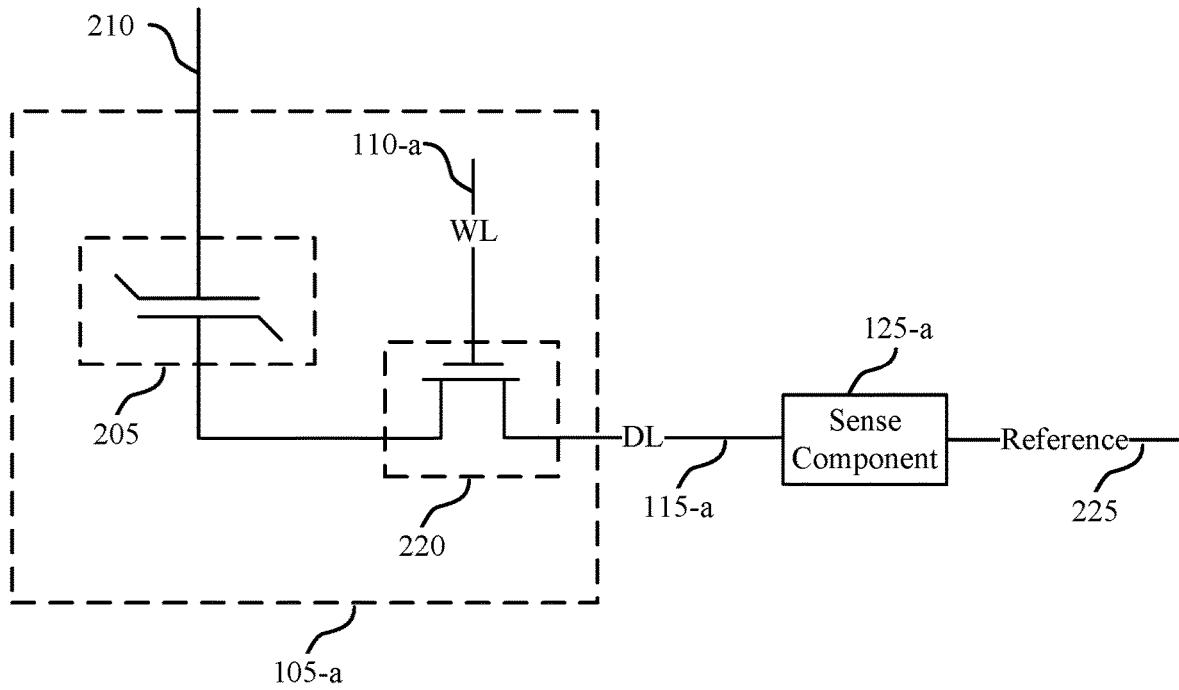 210
110-a
WL
205
220
DL
115-a
125-a
Sense
Component
Reference
225
105-a